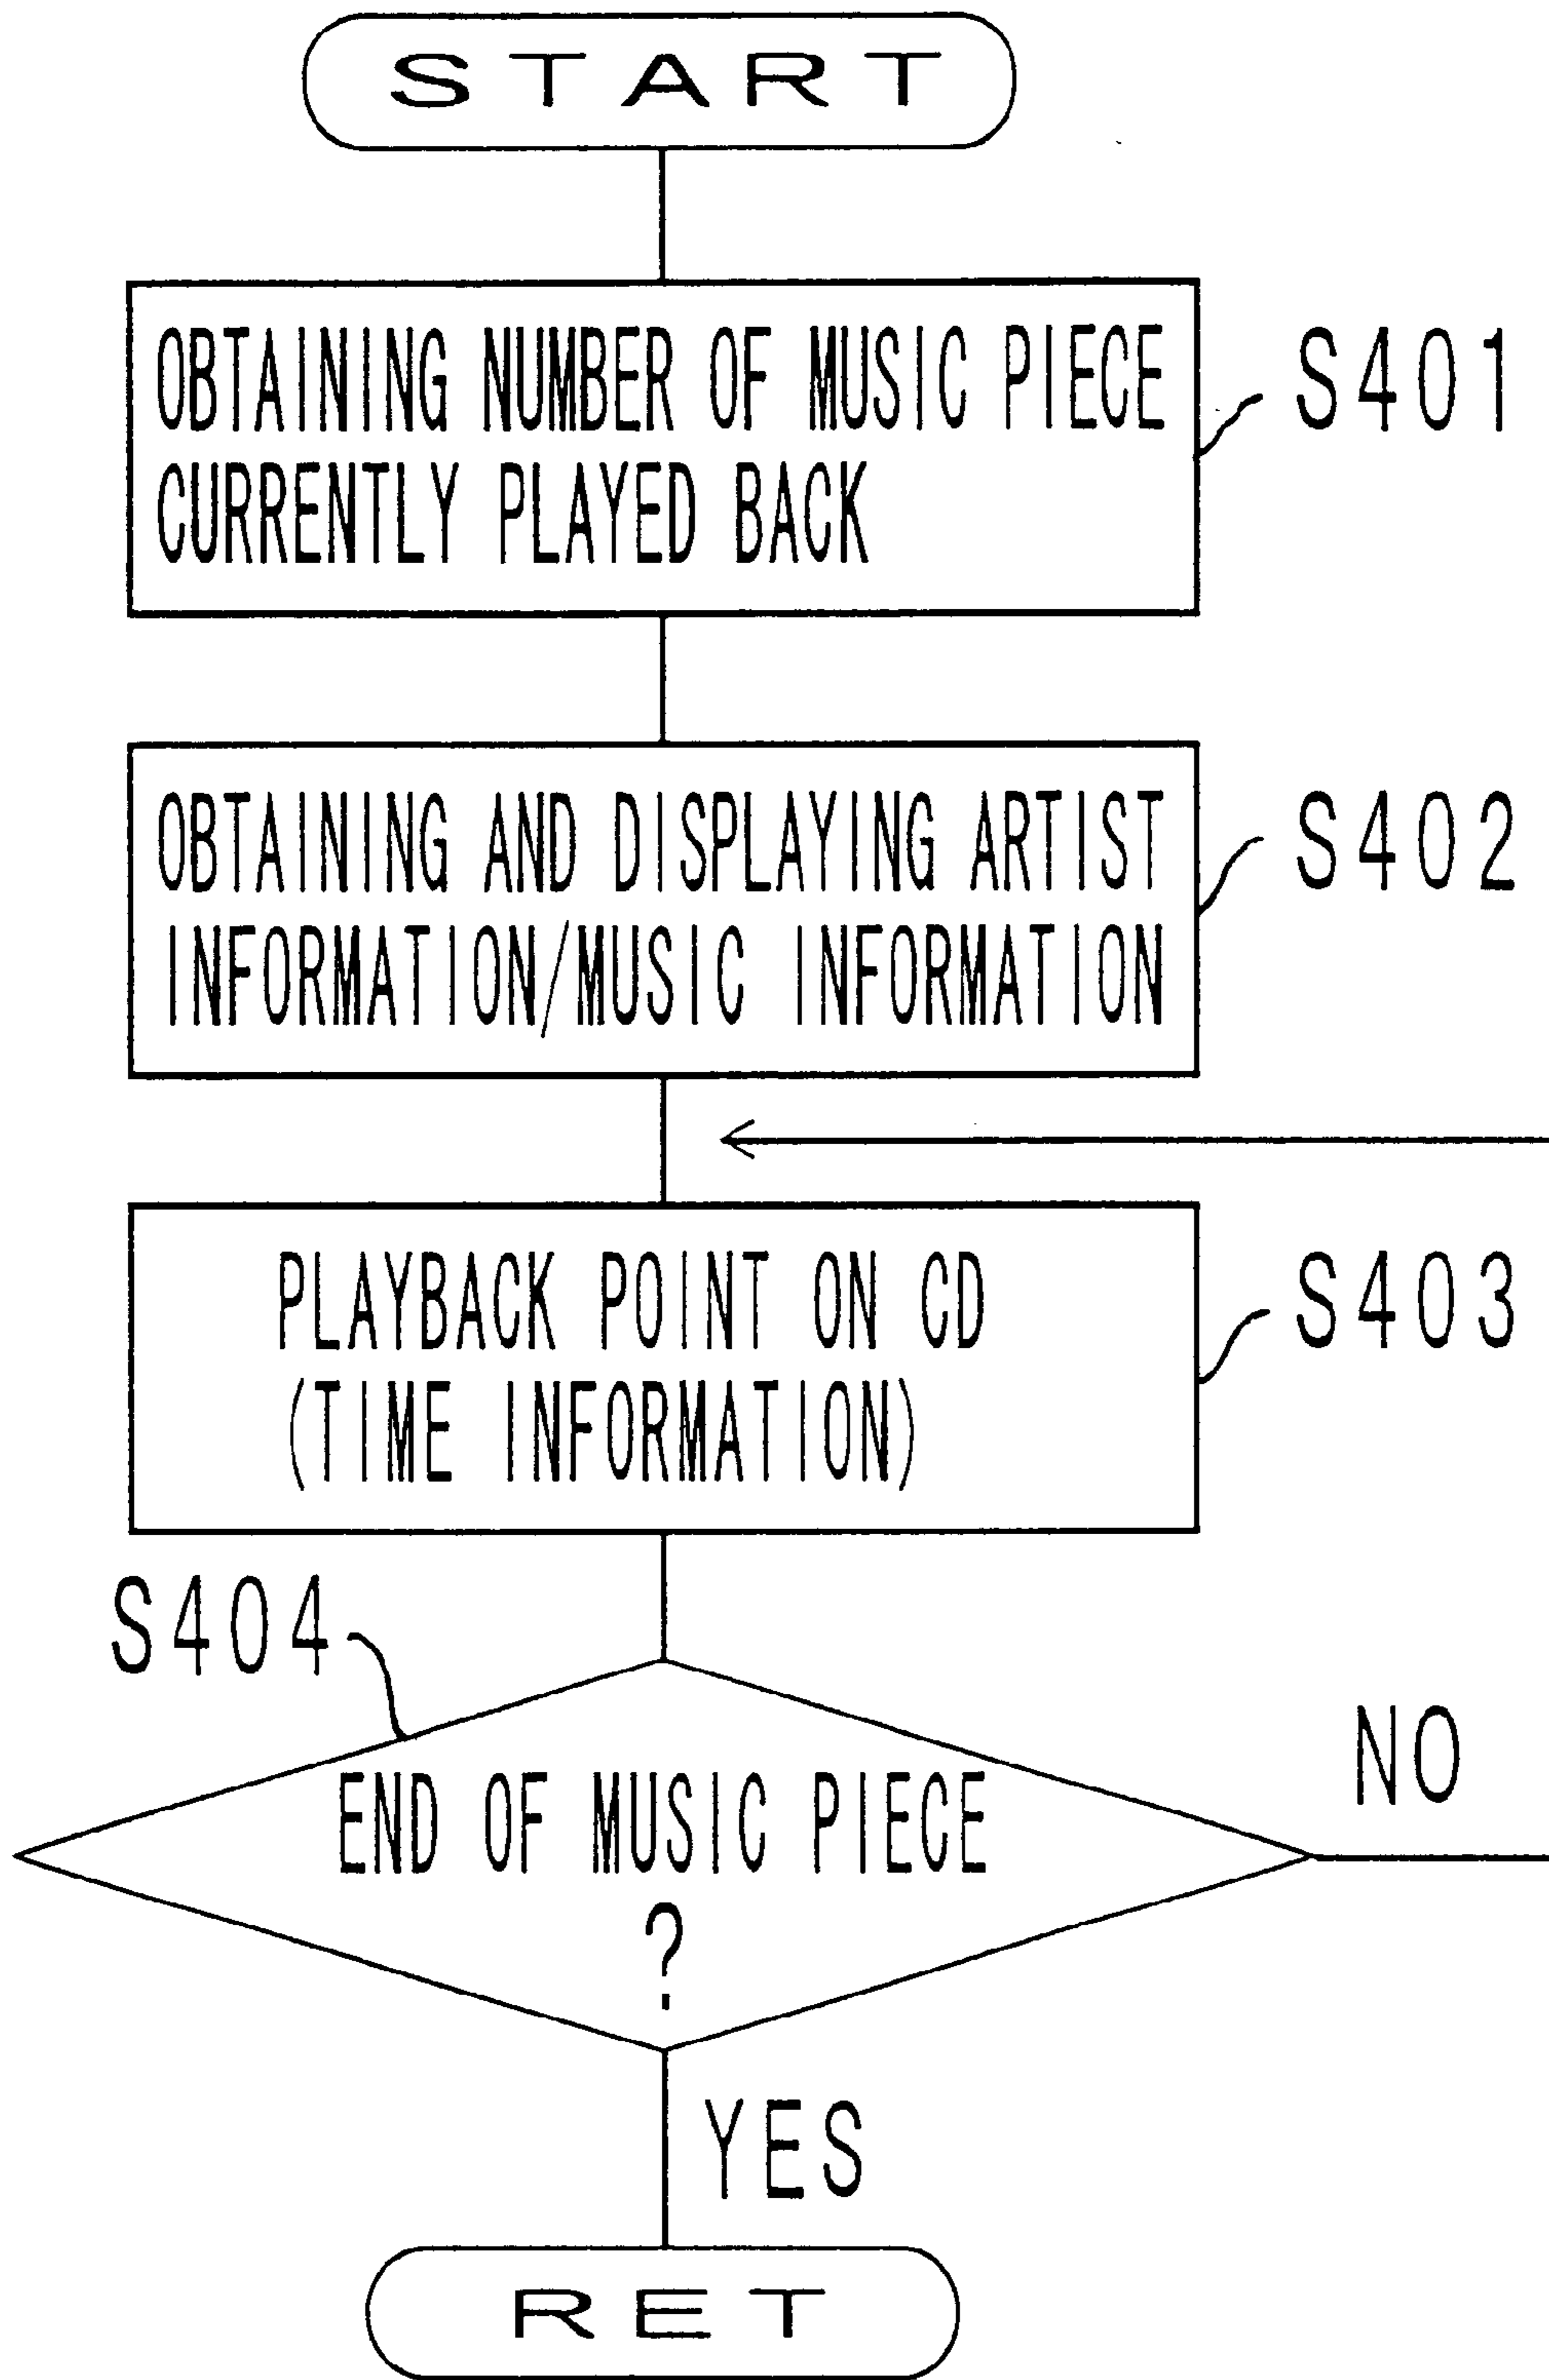 START
OBTAINING NUMBER OF MUSIC PIECE
CURRENTLY PLAYED BACK
S401
OBTAINING AND DISPLAYING ARTIST
INFORMATION/MUSIC INFORMATION
S402
PLAYBACK POINT ON CD
(TIME INFORMATION)
S403
S404
END OF MUSIC PIECE
?
NO
YES
RET